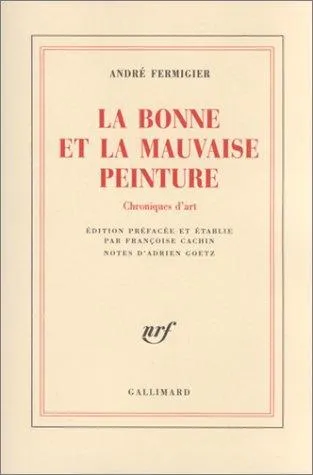 ANDRÉ FERMIGIER
LA BONNE
ET LA MAUVAISE
PEINTURE
Chroniques d'art
ÉDITION PRÉFACÉE ET ÉTABLIE
PAR FRANÇOISE CACHIN
NOTES D'ADRIEN GOETZ
nrf
GALLIMARD